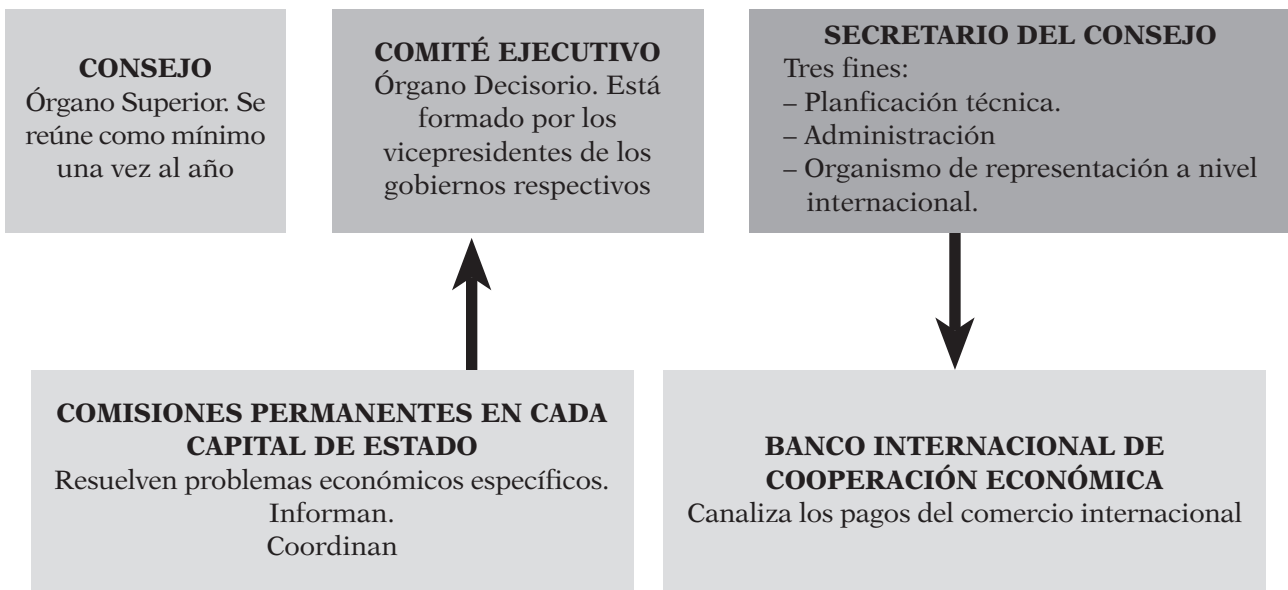 CONSEJO
Órgano Superior. Se
reúne como mínimo
una vez al año
COMITÉ EJECUTIVO
Órgano Decisorio. Está
formado por los
vicepresidentes de los
gobiernos respectivos
SECRETARIO DEL CONSEJO
Tres fines:
– Planficación técnica.
– Administración
– Organismo de representación a nivel
internacional.
COMISIONES PERMANENTES EN CADA
CAPITAL DE ESTADO
Resuelven problemas económicos específicos.
Informan.
Coordinan
BANCO INTERNACIONAL DE
COOPERACIÓN ECONÓMICA
Canaliza los pagos del comercio internacional